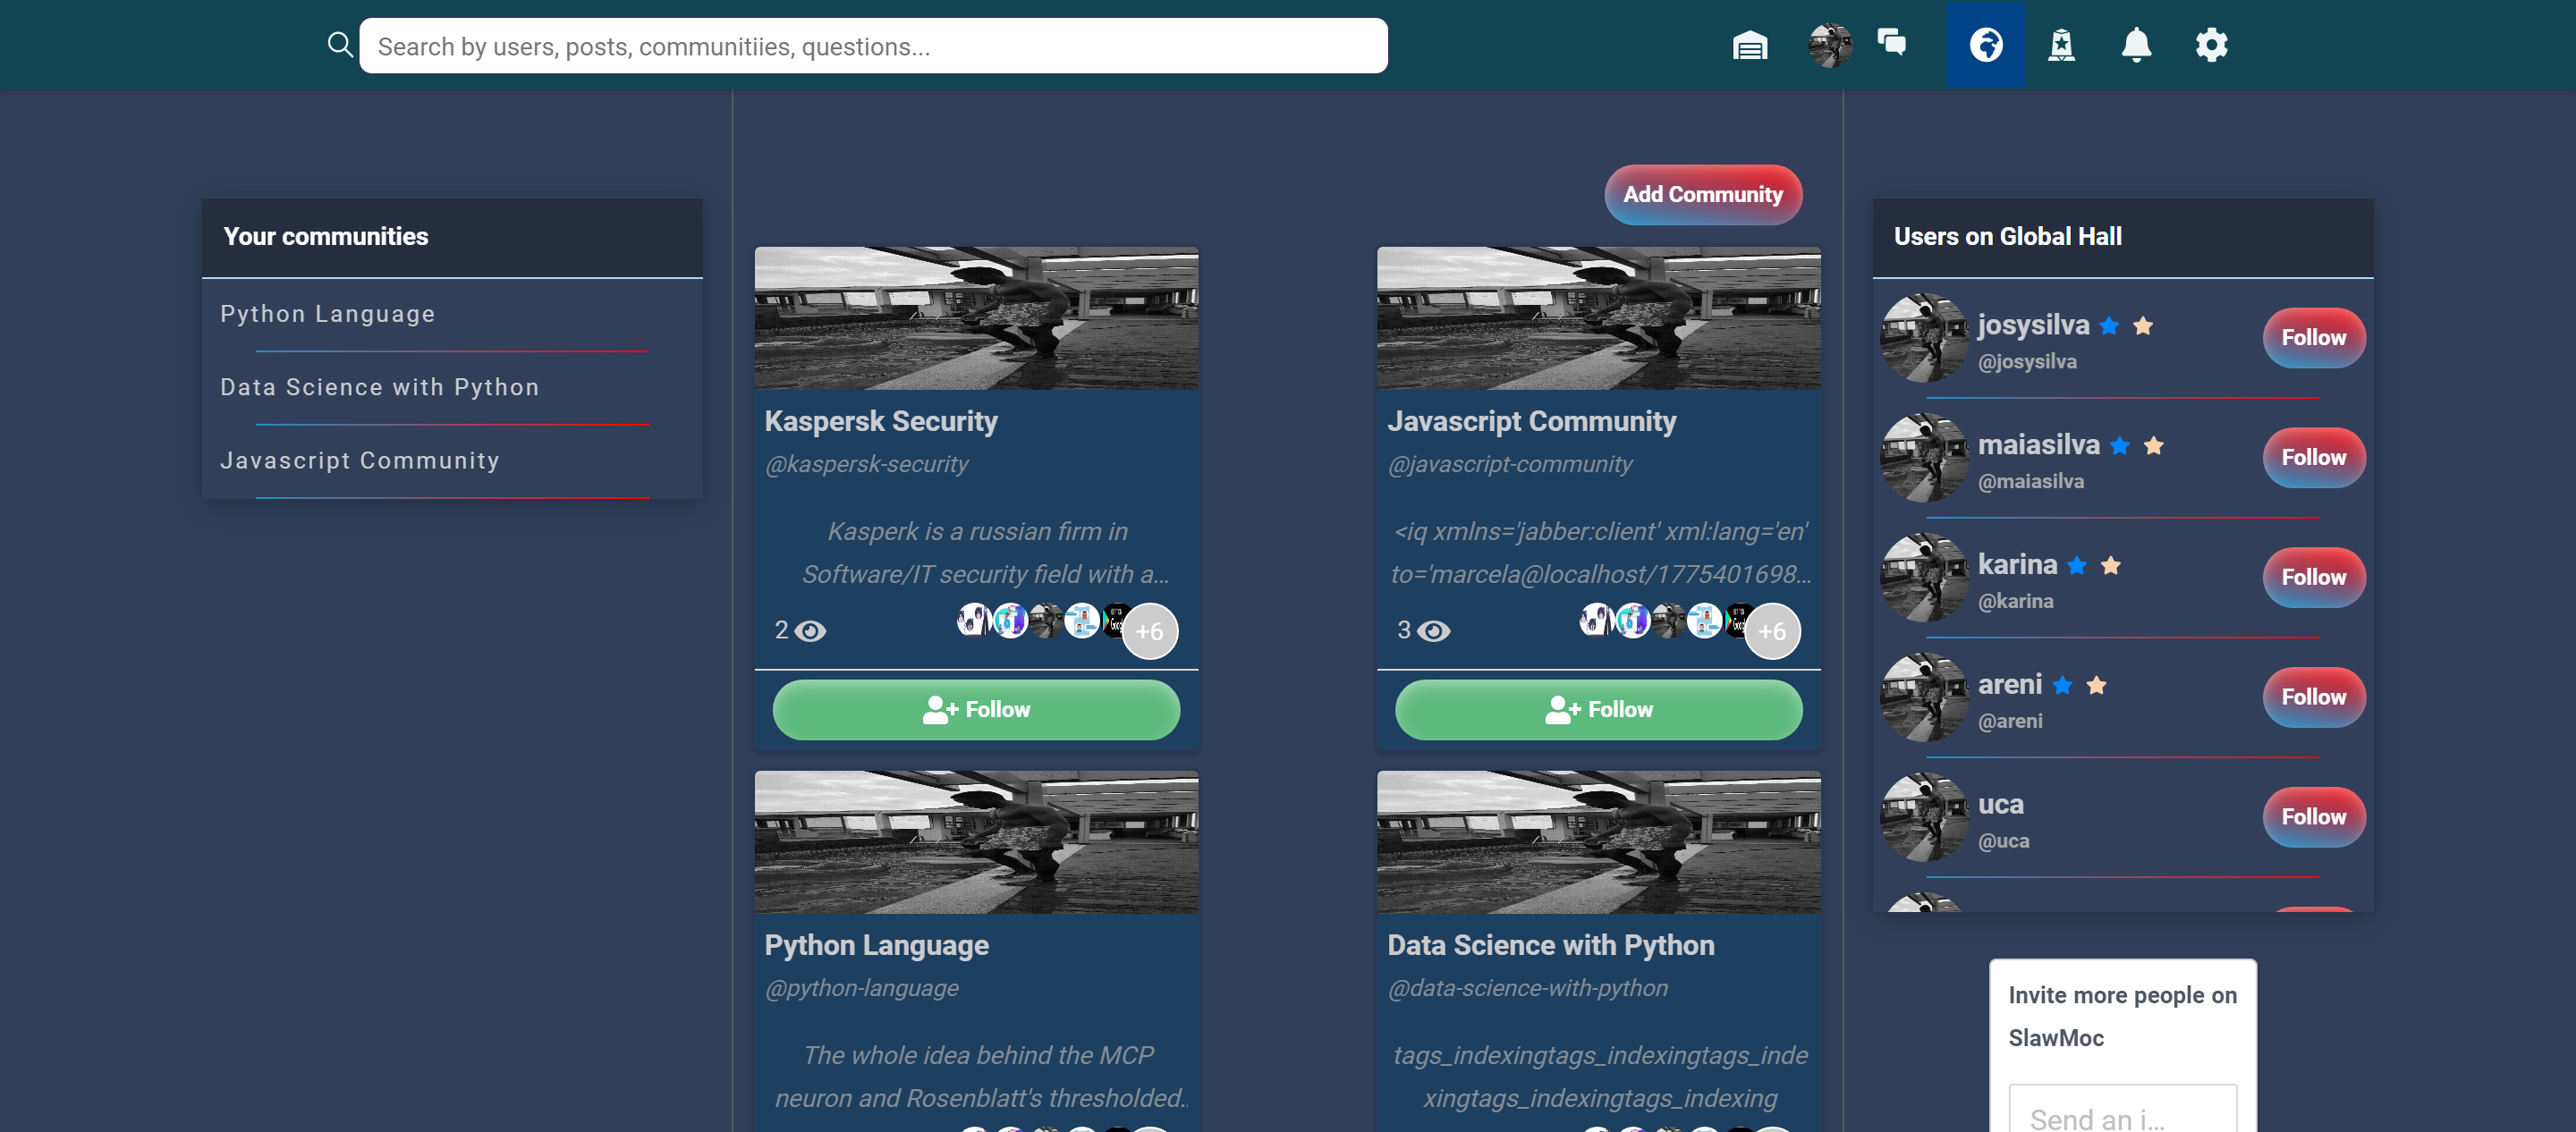 Search by users, posts, communitiies, questions...
Add Community
Your communities
Python Language
Data Science with Python
Javascript Community
Kaspersk Security
@kaspersk-security
Kasperk is a russian firm in
Software/IT security field with a...
2
+6
Follow
Javascript Community
@javascript-community
<iq xmlns='jabber:client' xml:lang='en'
to='marcela@localhost/1775401698...
3
+6
Follow
Python Language
@python-language
The whole idea behind the MCP
neuron and Rosenblatt's thresholded..
Data Science with Python
@data-science-with-python
tags_indexingtags_indexingtags_inde
xingtags_indexingtags_indexing
Users on Global Hall
josysilva
@josysilva
Follow
maiasilva
@maiasilva
Follow
karina
@karina
Follow
areni
@areni
Follow
uca
@uca
Follow
Invite more people on
SlawMoc
Send an i...